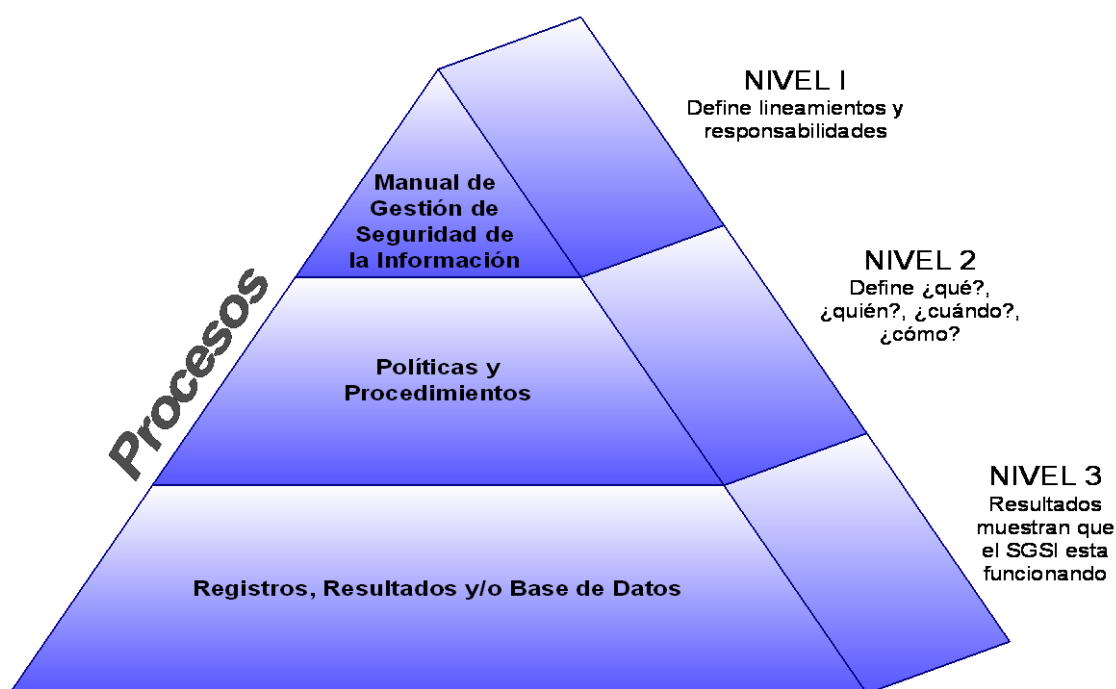 NIVEL I
Define lineamientos y
responsabilidades
Manual de
Gestión de
Seguridad de
la Información
NIVEL 2
Define ¿qué?,
¿quién?, ¿cuándo?,
¿cómo?
Procesos
Políticas y
Procedimientos
NIVEL 3
Resultados
muestran que
el SGSI esta
funcionando
Registros, Resultados y/o Base de Datos